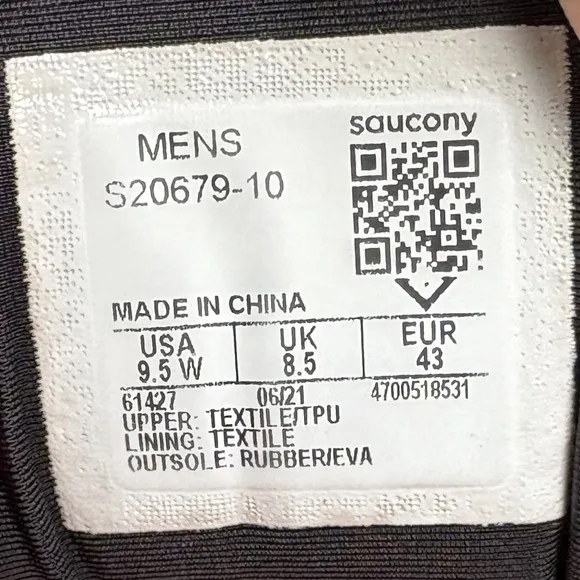 saucony
MENS
S20679-10
MADE IN CHINA
USA UK EUR
9.5 W 8.5 43
61427 06/21 4700518531
UPPER: TEXTILE/TPU
LINING: TEXTILE
OUTSOLE: RUBBER/EVA